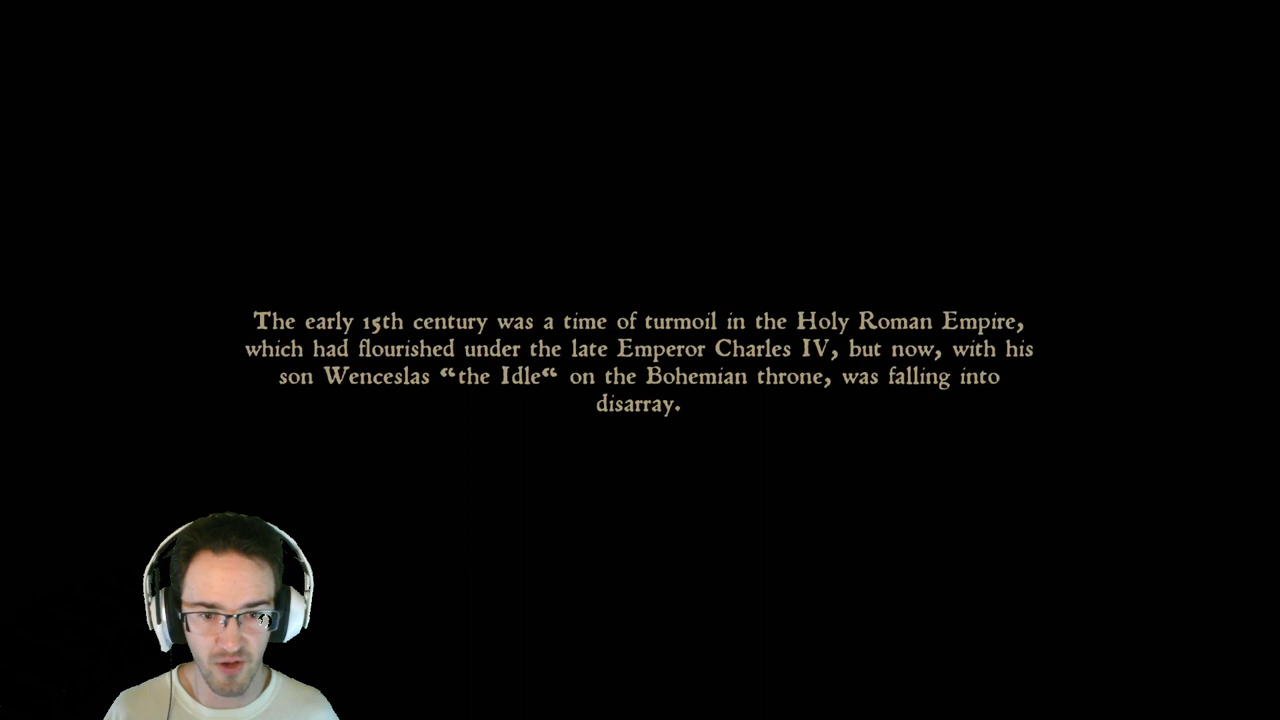 The early 15th century was a time of turmoil in the Holy Roman Empire,
which had flourished under the late Emperor Charles IV, but now, with his
son Wenceslas “the Idle“ on the Bohemian throne, was falling into
disarray.